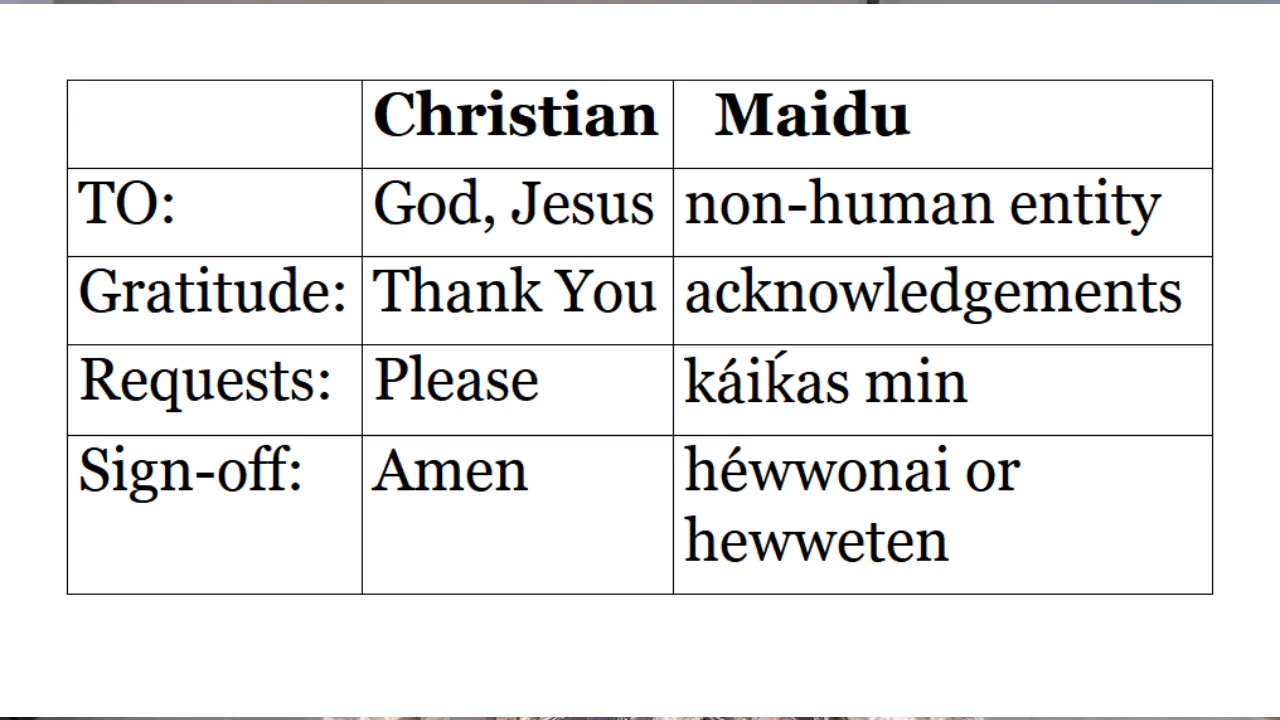 Christian Maidu
TO: God, Jesus non-human entity
Gratitude: Thank You acknowledgements
Requests: Please káiḱas min
Sign-off: Amen héwwonai or
hewweten